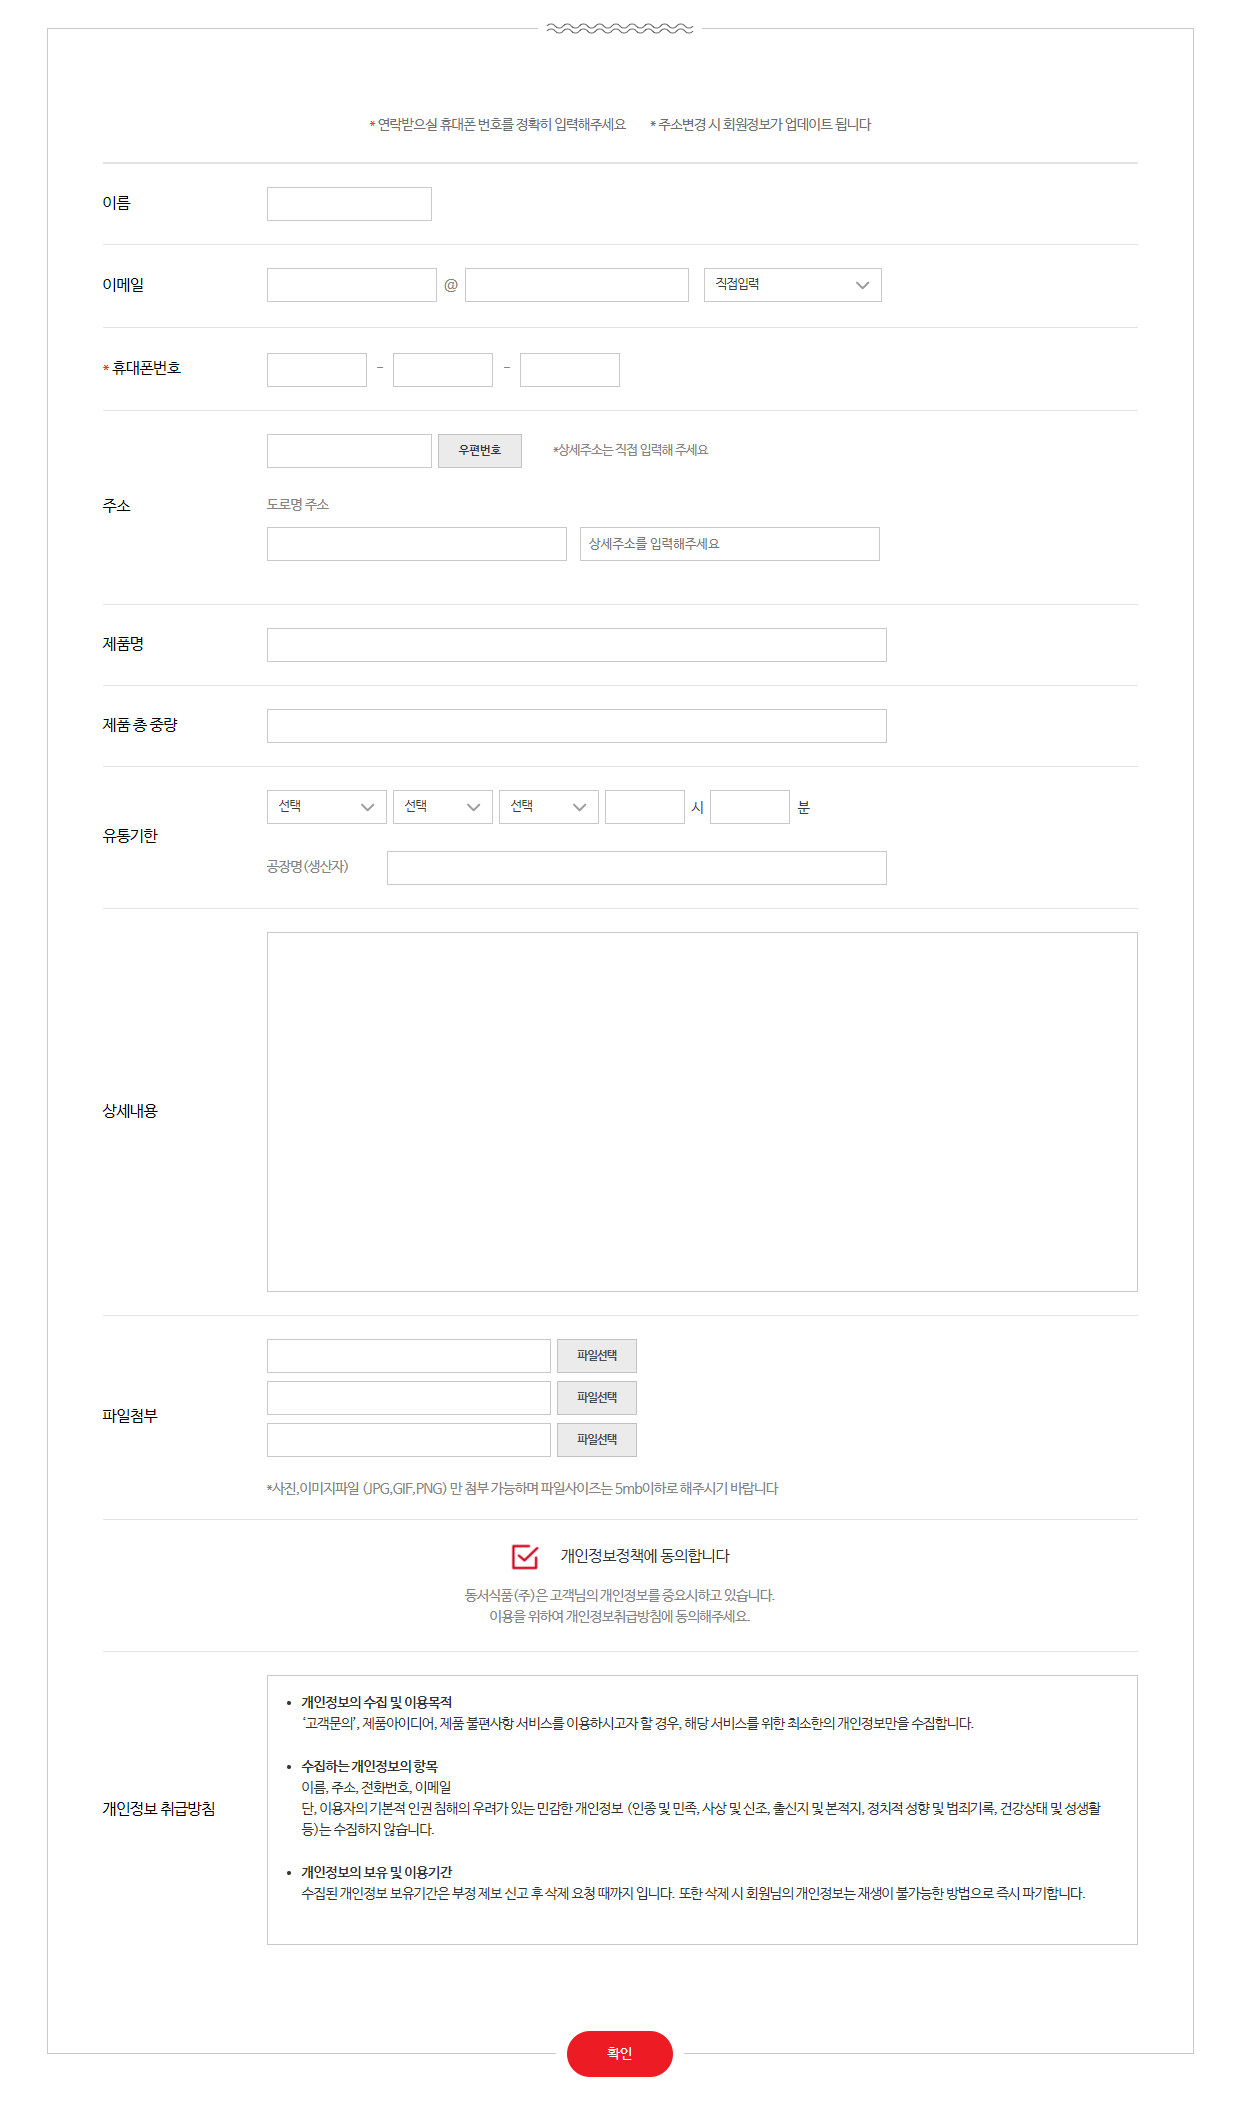 * 연락받으실 휴대폰 번호를 정확히 입력해주세요 * 주소변경 시 회원정보가 업데이트 됩니다
이름
이메일 @ 직접입력
* 휴대폰번호 - -
우편번호 *상세주소는 직접 입력해 주세요
주소
도로명 주소
상세주소를 입력해주세요
제품명
제품 총 중량
선택 선택 선택 시 분
유통기한
공장명(생산자)
상세내용
파일선택
파일선택
파일첨부
파일선택
*사진,이미지파일 (JPG,GIF,PNG) 만 첨부 가능하며 파일사이즈는 5mb이하로 해주시기 바랍니다
개인정보정책에 동의합니다
동서식품(주)은 고객님의 개인정보를 중요시하고 있습니다.
이용을 위하여 개인정보취급방침에 동의해주세요.
개인정보 취급방침
• 개인정보의 수집 및 이용목적
‘고객문의’, 제품아이디어, 제품 불편사항 서비스를 이용하시고자 할 경우, 해당 서비스를 위한 최소한의 개인정보만을 수집합니다.
• 수집하는 개인정보의 항목
이름, 주소, 전화번호, 이메일
단, 이용자의 기본적 인권 침해의 우려가 있는 민감한 개인정보 (인종 및 민족, 사상 및 신조, 출신지 및 본적지, 정치적 성향 및 범죄기록, 건강상태 및 성생활
등)는 수집하지 않습니다.
• 개인정보의 보유 및 이용기간
수집된 개인정보 보유기간은 부정 제보 신고 후 삭제 요청 때까지 입니다. 또한 삭제 시 회원님의 개인정보는 재생이 불가능한 방법으로 즉시 파기합니다.
확인